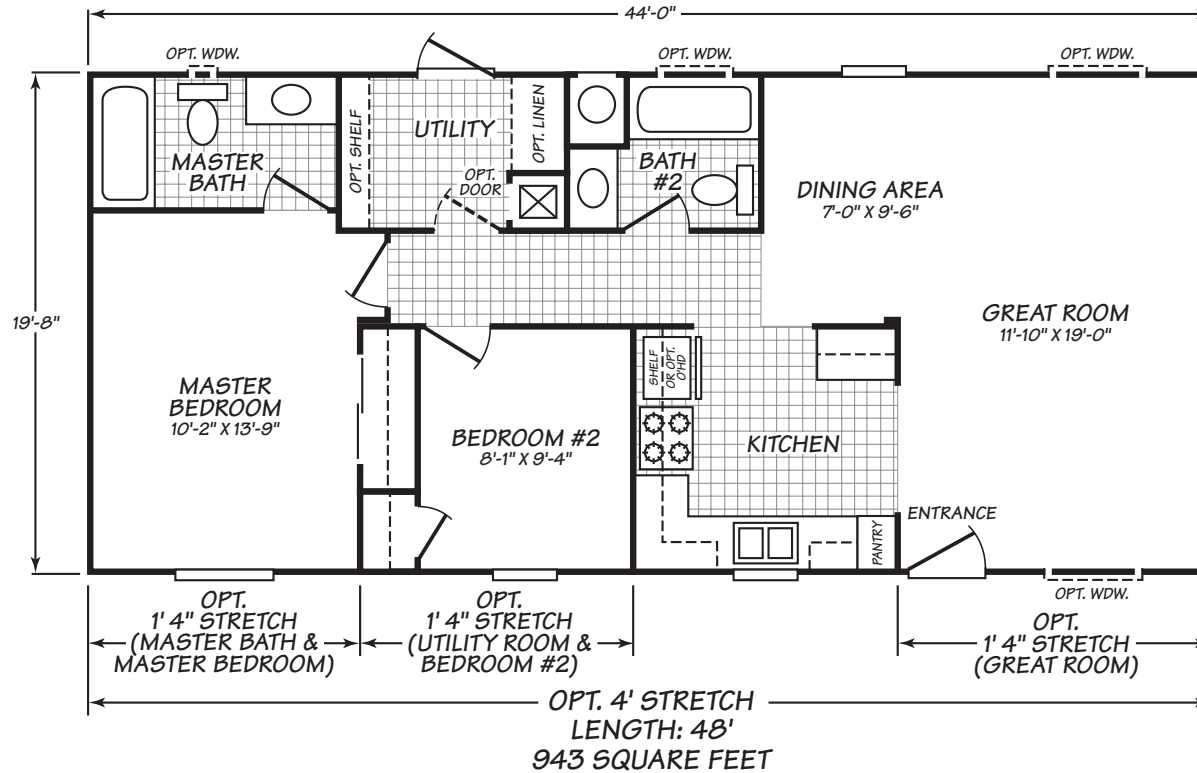 44'-0"
OPT. WDW.
OPT. WDW.
OPT. WDW.
OPT. SHELF
UTILITY
OPT. LINEN
MASTER
BATH
OPT.
DOOR
BATH
#2
DINING AREA
7'-0" X 9'-6"
19'-8"
GREAT ROOM
11'-10" X 19'-0"
SHELF
OR OPT.
O'HD
MASTER
BEDROOM
10'-2" X 13'-9"
BEDROOM #2
8'-1" X 9'-4"
KITCHEN
PANTRY
ENTRANCE
OPT. WDW.
OPT.
1' 4" STRETCH
(MASTER BATH &
MASTER BEDROOM)
OPT.
1' 4" STRETCH
(UTILITY ROOM &
BEDROOM #2)
OPT.
1' 4" STRETCH
(GREAT ROOM)
OPT. 4' STRETCH
LENGTH: 48'
943 SQUARE FEET